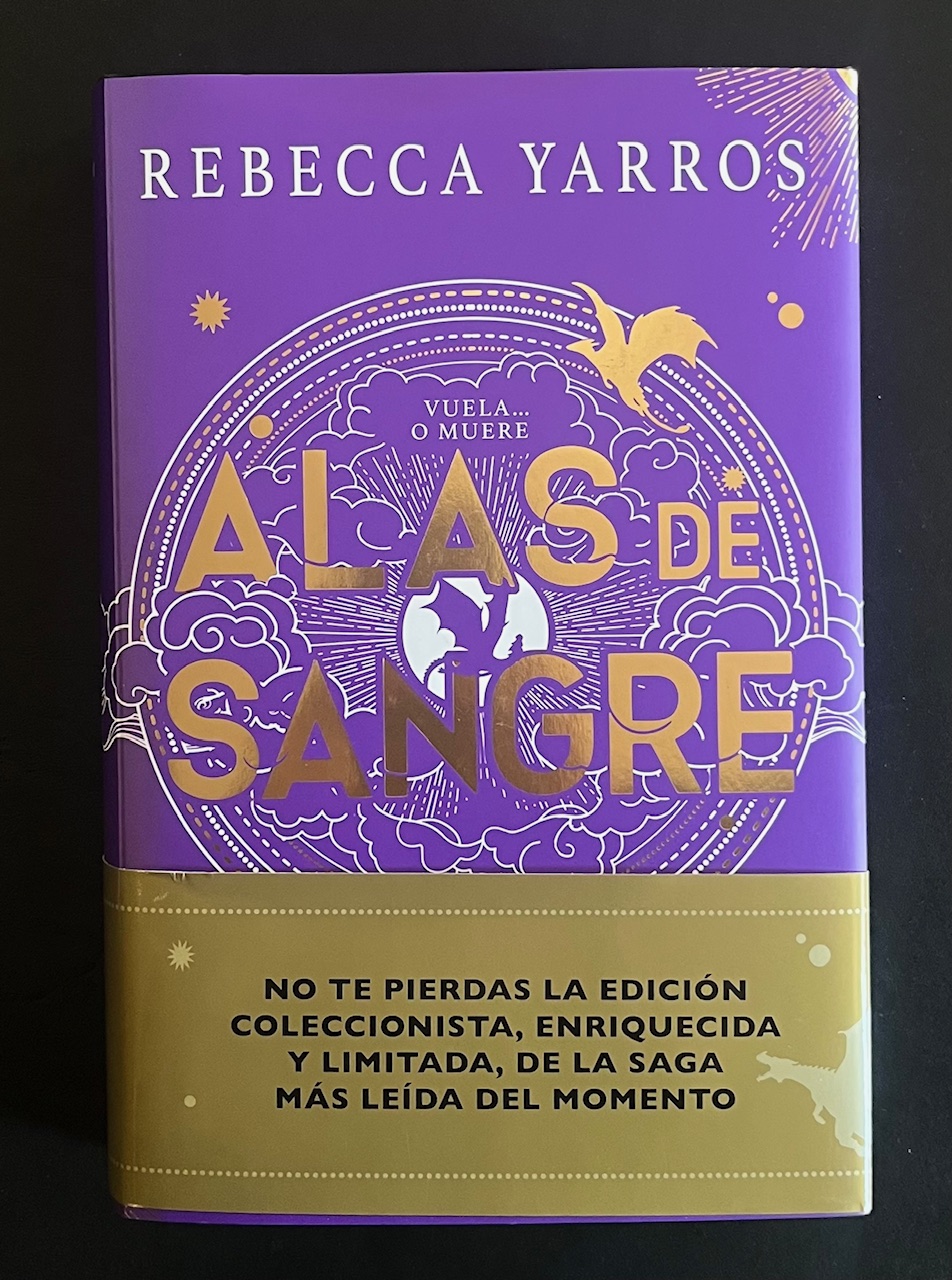 REBECCA YARROS
VUELA...
O MUERE
ALAS DE
SANGRE
NO TE PIERDAS LA EDICIÓN
COLECCIONISTA, ENRIQUECIDA
Y LIMITADA, DE LA SAGA
MÁS LEÍDA DEL MOMENTO